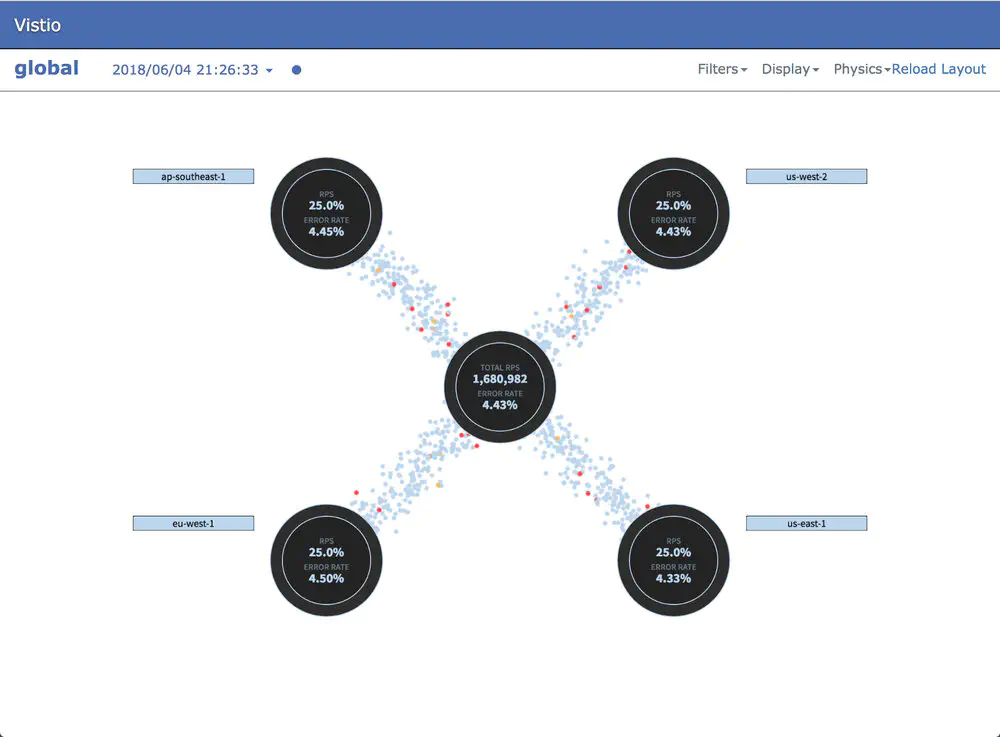 Vistio
global
2018/06/04 21:26:33
Filters
Display
Physics
Reload Layout
ap-southeast-1
RPS
25.0%
ERROR RATE
4.45%
us-west-2
RPS
25.0%
ERROR RATE
4.43%
TOTAL RPS
1,680,982
ERROR RATE
4.43%
eu-west-1
RPS
25.0%
ERROR RATE
4.50%
us-east-1
RPS
25.0%
ERROR RATE
4.33%